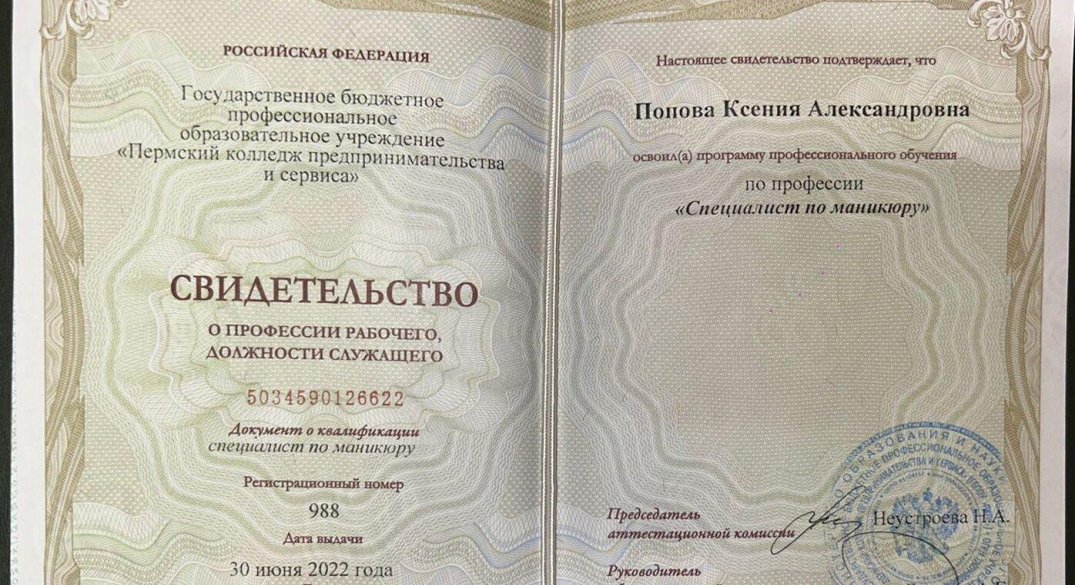 РОССИЙСКАЯ ФЕДЕРАЦИЯ
Государственное бюджетное
профессиональное
образовательное учреждение
«Пермский колледж предпринимательства
и сервиса»
СВИДЕТЕЛЬСТВО
О ПРОФЕССИИ РАБОЧЕГО,
ДОЛЖНОСТИ СЛУЖАЩЕГО
5034590126622
Документ о квалификации
специалист по маникюру
Регистрационный номер
988
Дата выдачи
30 июня 2022 года
Настоящее свидетельство подтверждает, что
Попова Ксения Александровна
освоил(а) программу профессионального обучения
по профессии
«Специалист по маникюру»
Председатель
аттестационной комиссии
Неустроева Н.А.
Руководитель